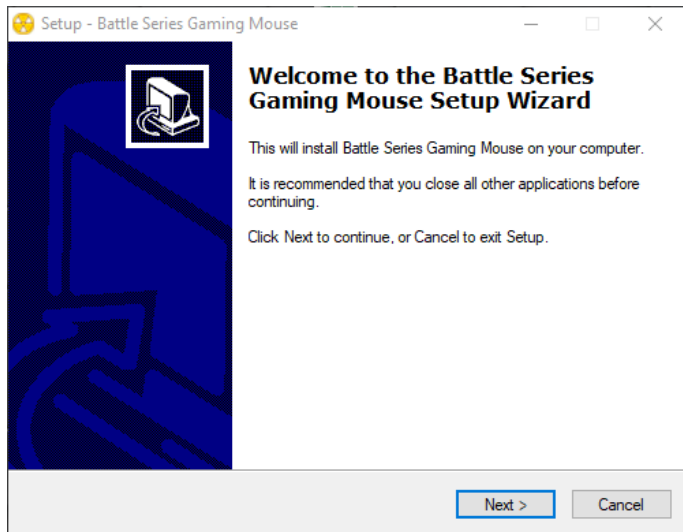 Setup - Battle Series Gaming Mouse
Welcome to the Battle Series
Gaming Mouse Setup Wizard
This will install Battle Series Gaming Mouse on your computer.
It is recommended that you close all other applications before
continuing.
Click Next to continue, or Cancel to exit Setup.
Next >
Cancel